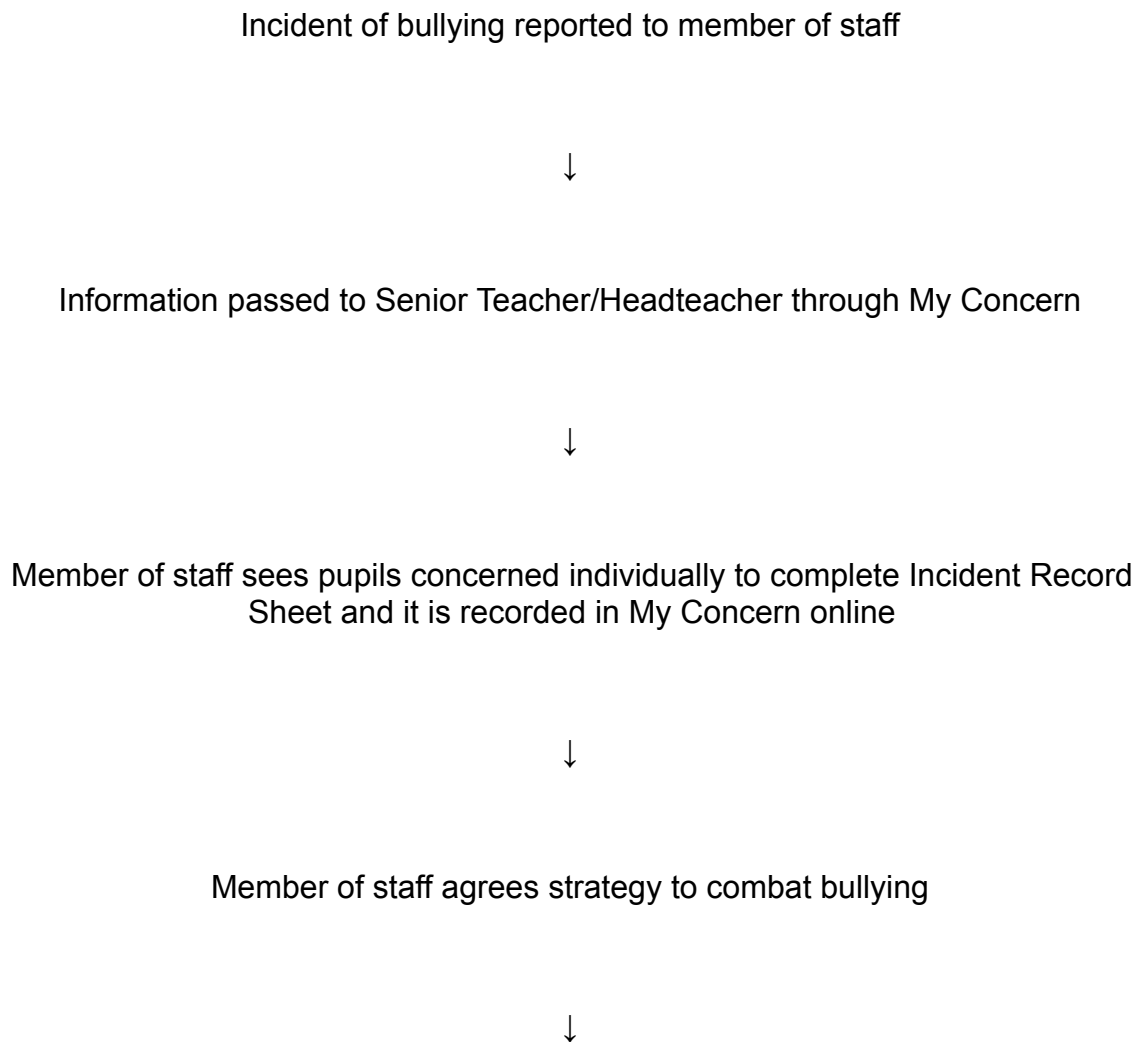 Incident of bullying reported to member of staff
↓
Information passed to Senior Teacher/Headteacher through My Concern
↓
Member of staff sees pupils concerned individually to complete Incident Record
Sheet and it is recorded in My Concern online
↓
Member of staff agrees strategy to combat bullying
↓